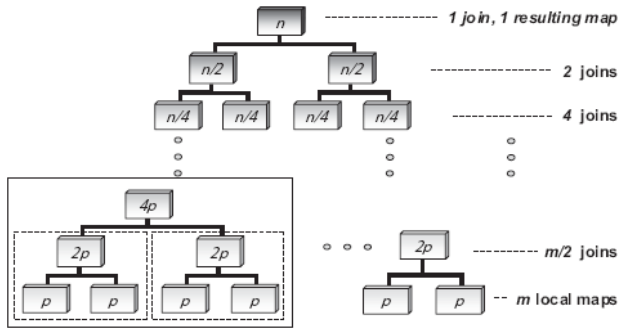 n 1 join, 1 resulting map
n/2 n/2 2 joins
n/4 n/4 n/4 n/4 4 joins
4p
2p 2p 2p m/2 joins
p p p p p p m local maps